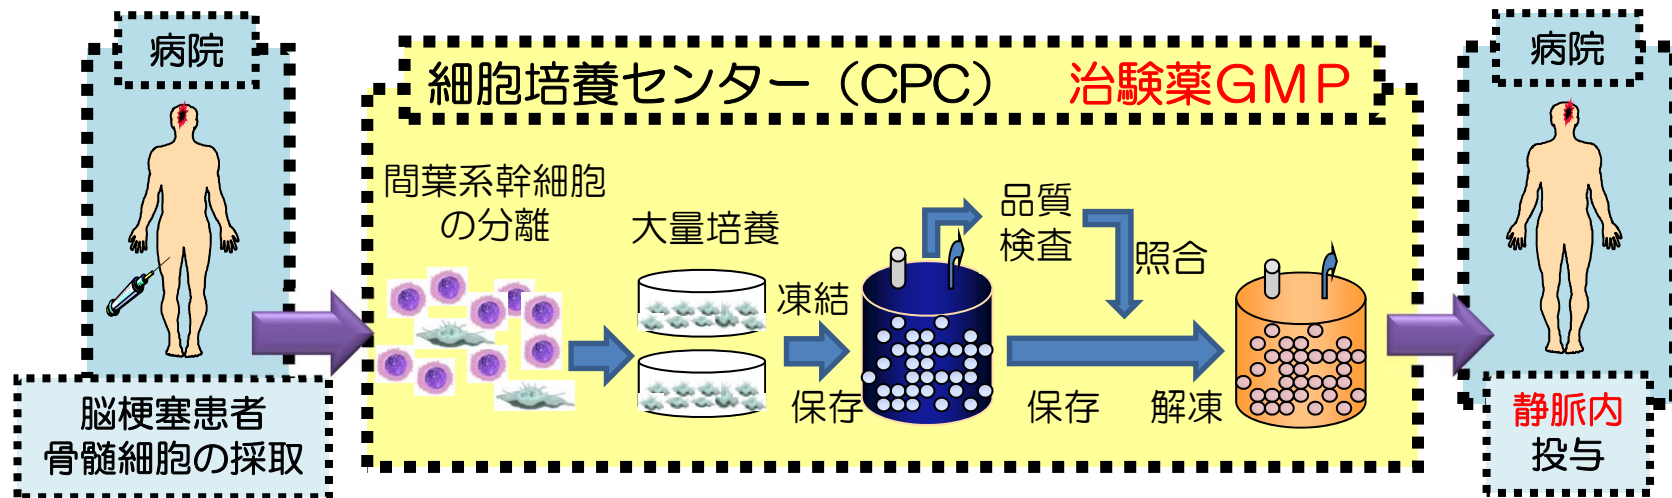 病院
脳梗塞患者
骨髄細胞の採取
細胞培養センター（CPC） 治験薬GMP
間葉系幹細胞
の分離
大量培養
凍結
保存
品質
検査
照合
保存
解凍
病院
静脈内
投与